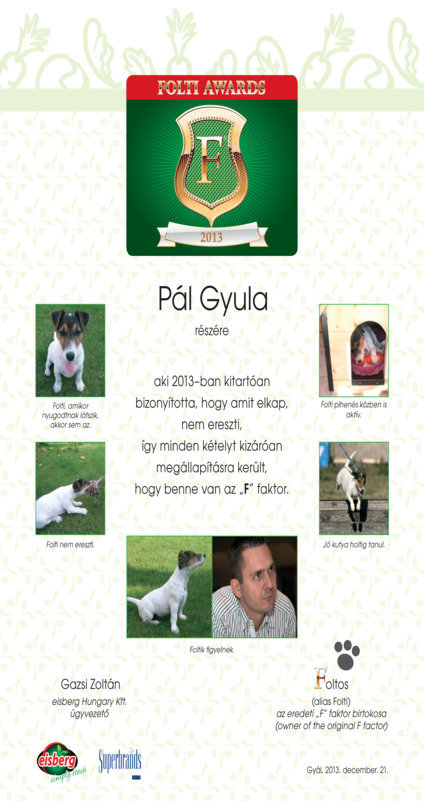 FOLTI AWARDS
F
2013
Pál Gyula
részére
aki 2013-ban kitartóan
bizonyította, hogy amit elkap,
nem ereszti,
így minden kételyt kizáróan
megállapításra került,
hogy benne van az „F” faktor.
Folti, amikor
nyugodtnak látszik,
akkor sem az.
Folti pihenés közben is
aktív.
Folti nem ereszti.
Jó kutya holtig tanul.
Foltik figyelnek.
Gazsi Zoltán
eisberg Hungary Kft.
ügyvezető
Foltos
(alias Folti)
az eredeti „F” faktor birtokosa
(owner of the original F factor)
eisberg
simply fresh
Superbrands
Gyál, 2013. december. 21.